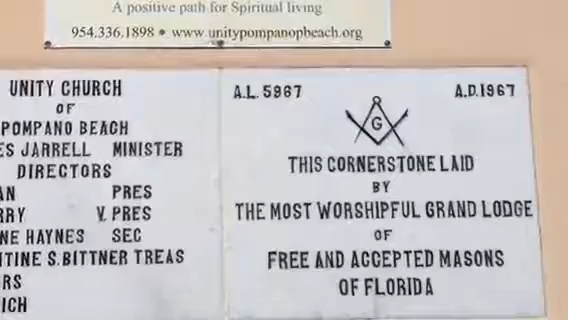 A positive path for Spiritual living
954.336.1898 • www.unitypompanopbeach.org
UNITY CHURCH
OF
POMPANO BEACH
ES JARRELL MINISTER
DIRECTORS
AN PRES
RRY V. PRES
NE HAYNES SEC
NTINE S. BITTNER TREAS
RS
ICH
A.L. 5967 A.D. 1967
G
THIS CORNERSTONE LAID
BY
THE MOST WORSHIPFUL GRAND LODGE
OF
FREE AND ACCEPTED MASONS
OF FLORIDA